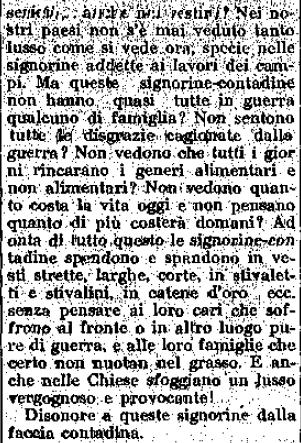 anche nei vestiti? Nei no-
stri paesi non s'è mai veduto tanto
lusso come si vede ora, specie nelle
signorine addette ai lavori dei cam-
pi. Ma queste signorine-contadine
non hanno quasi tutte in guerra
qualcuno di famiglia? Non sentono
tutte le disgrazie cagionate dalla
guerra? Non vedono che tutti i gior
ni rincarano i generi alimentari e
non alimentari? Non vedono quan-
to costa la vita oggi e non pensano
quanto di più costerà domani? Ad
onta di tutto questo le signorine-con
tadine spendono e spandono in ve-
sti strette, larghe, corte, in stivalet-
ti e stivalini, in catene d'oro ecc.
senza pensare ai loro cari che sof-
frono al fronte o in altro luogo pu-
re di guerra, e alle loro famiglie che
certo non nuotan nel grasso. E an-
che nelle Chiese sfoggiano un lusso
vergognoso e provocante!
Disonore a queste signorine dalla
faccia contadina.